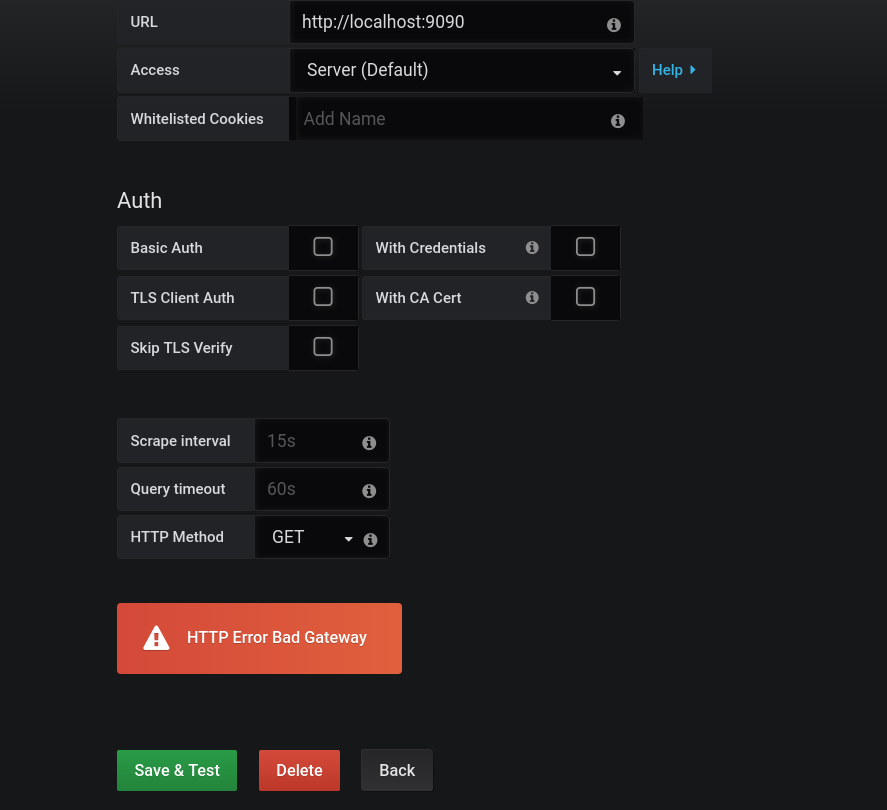 URL http://localhost:9090
Access Server (Default) Help
Whitelisted Cookies Add Name
Auth
Basic Auth With Credentials
TLS Client Auth With CA Cert
Skip TLS Verify
Scrape interval 15s
Query timeout 60s
HTTP Method GET
HTTP Error Bad Gateway
Save & Test Delete Back